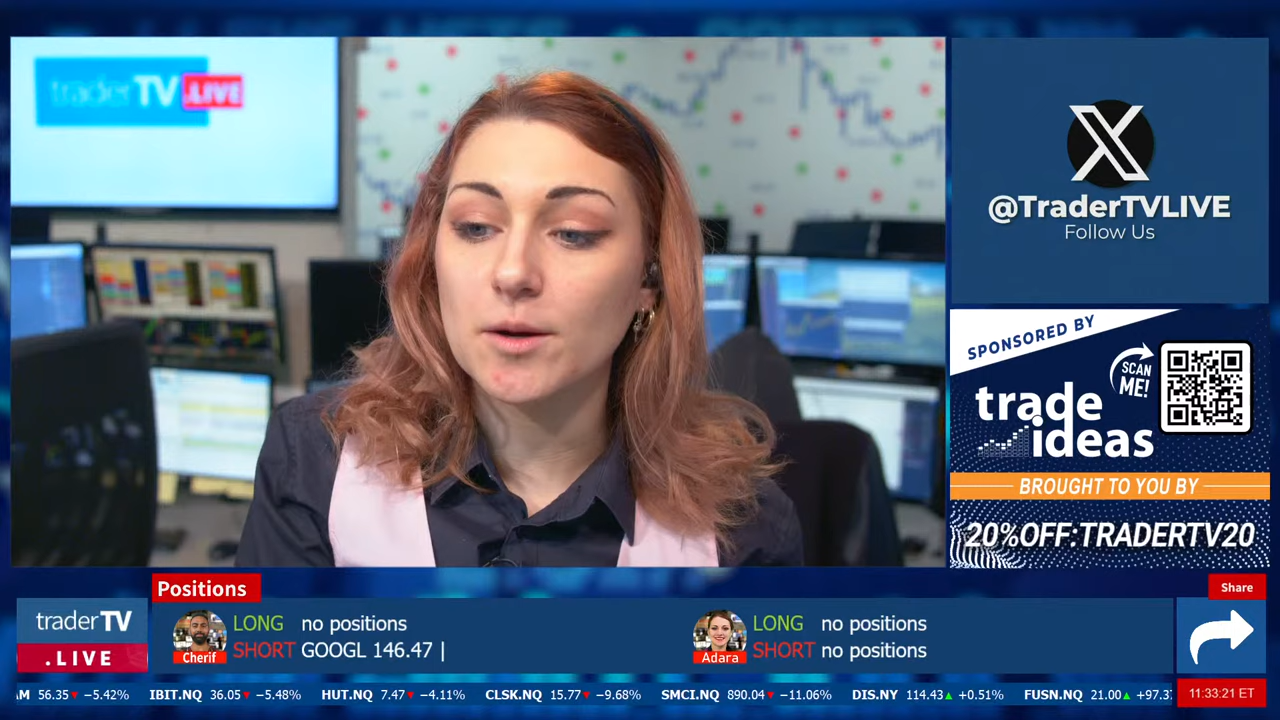 traderTV.LIVE
@TraderTVLIVE
Follow Us
SPONSORED BY
SCAN
ME!
trade
ideas
BROUGHT TO YOU BY
20%OFF:TRADERTV20
Positions
Share
traderTV
.LIVE
LONG no positions
SHORT GOOGL 146.47 |
Cherif
LONG no positions
SHORT no positions
Adara
M 56.35▼ −5.42% IBIT.NQ 36.05▼ −5.48% HUT.NQ 7.47▼ −4.11% CLSK.NQ 15.77▼ −9.68% SMCI.NQ 890.04▼ −11.06% DIS.NY 114.43▲ +0.51% FUSN.NQ 21.00▲ +97.3
11:33:21 ET